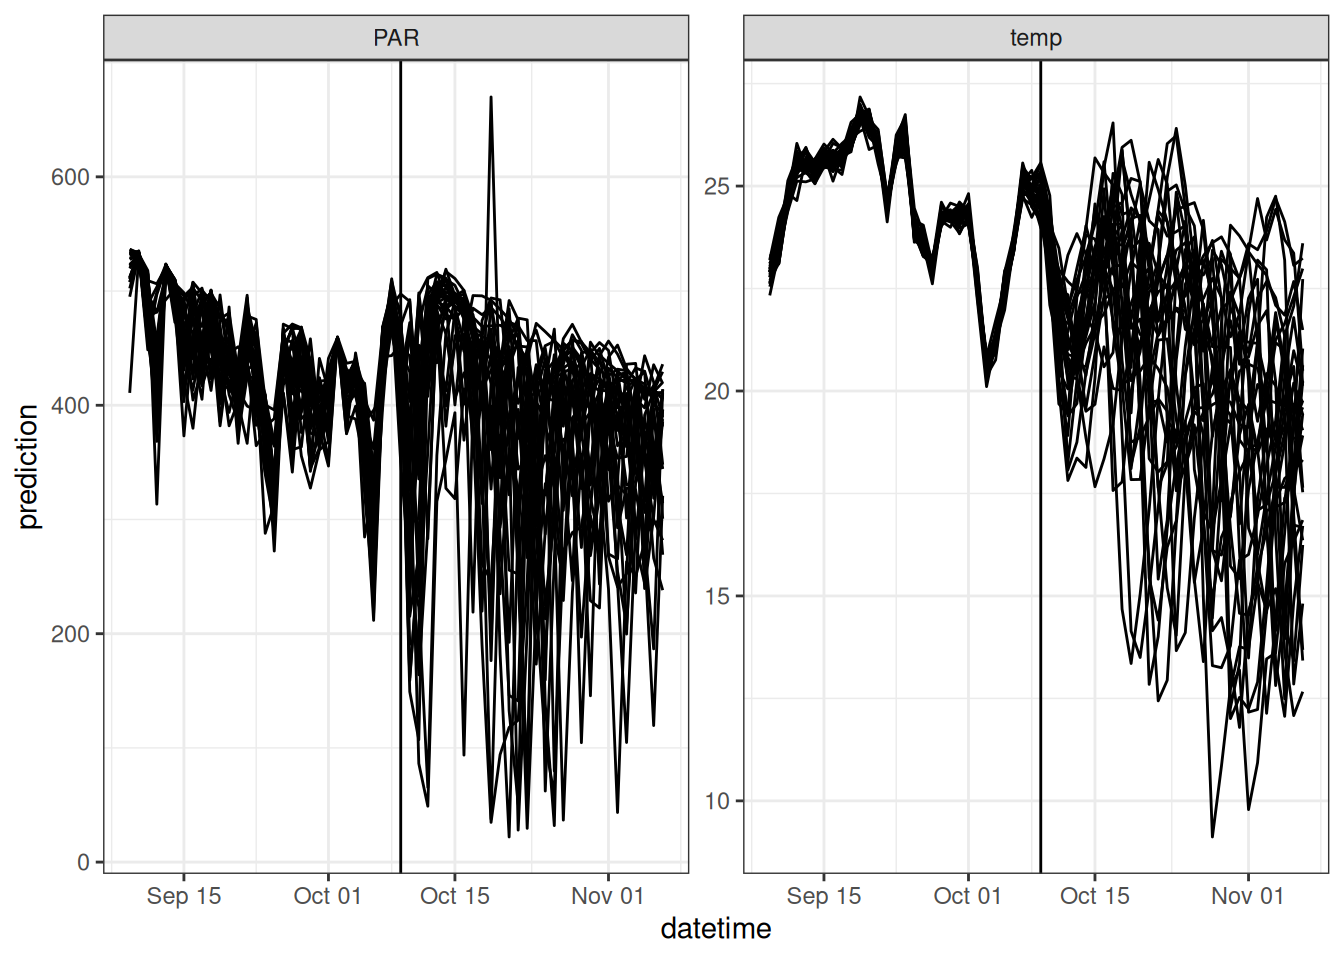 PAR
temp
prediction
600
400
200
0
25
20
15
10
Sep 15
Oct 01
Oct 15
Nov 01
Sep 15
Oct 01
Oct 15
Nov 01
datetime